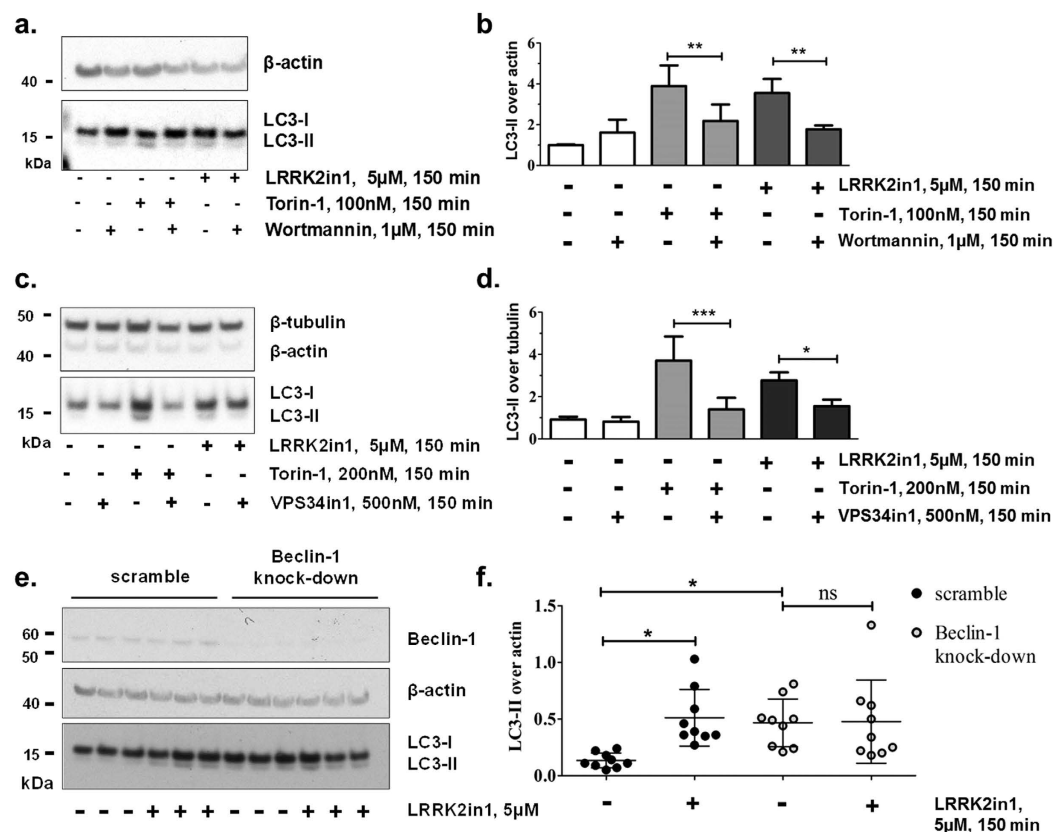 a.
β-actin
40
LC3-I
15
LC3-II
kDa
- - - - + + LRRK2in1, 5µM, 150 min
- - + + - - Torin-1, 100nM, 150 min
- + - + - + Wortmannin, 1µM, 150 min
b.
LC3-II over actin
6
4
2
0
** **
- - - - + + LRRK2in1, 5µM, 150 min
- - + + - - Torin-1, 100nM, 150 min
- + - + - + Wortmannin, 1µM, 150 min
c.
50
β-tubulin
β-actin
40
LC3-I
15
LC3-II
kDa
- - - - + + LRRK2in1, 5µM, 150 min
- - + + - - Torin-1, 200nM, 150 min
- + - + - + VPS34in1, 500nM, 150 min
d.
LC3-II over tubulin
6
4
2
0
*** *
- - - - + + LRRK2in1, 5µM, 150 min
- - + + - - Torin-1, 200nM, 150 min
- + - + - + VPS34in1, 500nM, 150 min
e.
scramble
Beclin-1
knock-down
60
Beclin-1
50
β-actin
40
LC3-I
15
LC3-II
kDa
- - - + + + - - - + + + LRRK2in1, 5µM
f.
LC3-II over actin
1.5
1.0
0.5
0.0
*
*
ns
scramble
Beclin-1
knock-down
- + - + LRRK2in1,
5µM, 150 min